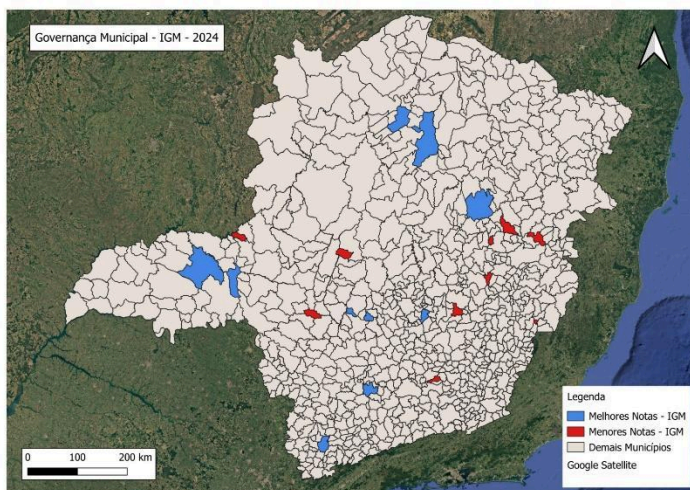 Governança Municipal - IGM - 2024
Legenda
Melhores Notas - IGM
Menores Notas - IGM
Demais Municípios
Google Satellite
0 100 200 km